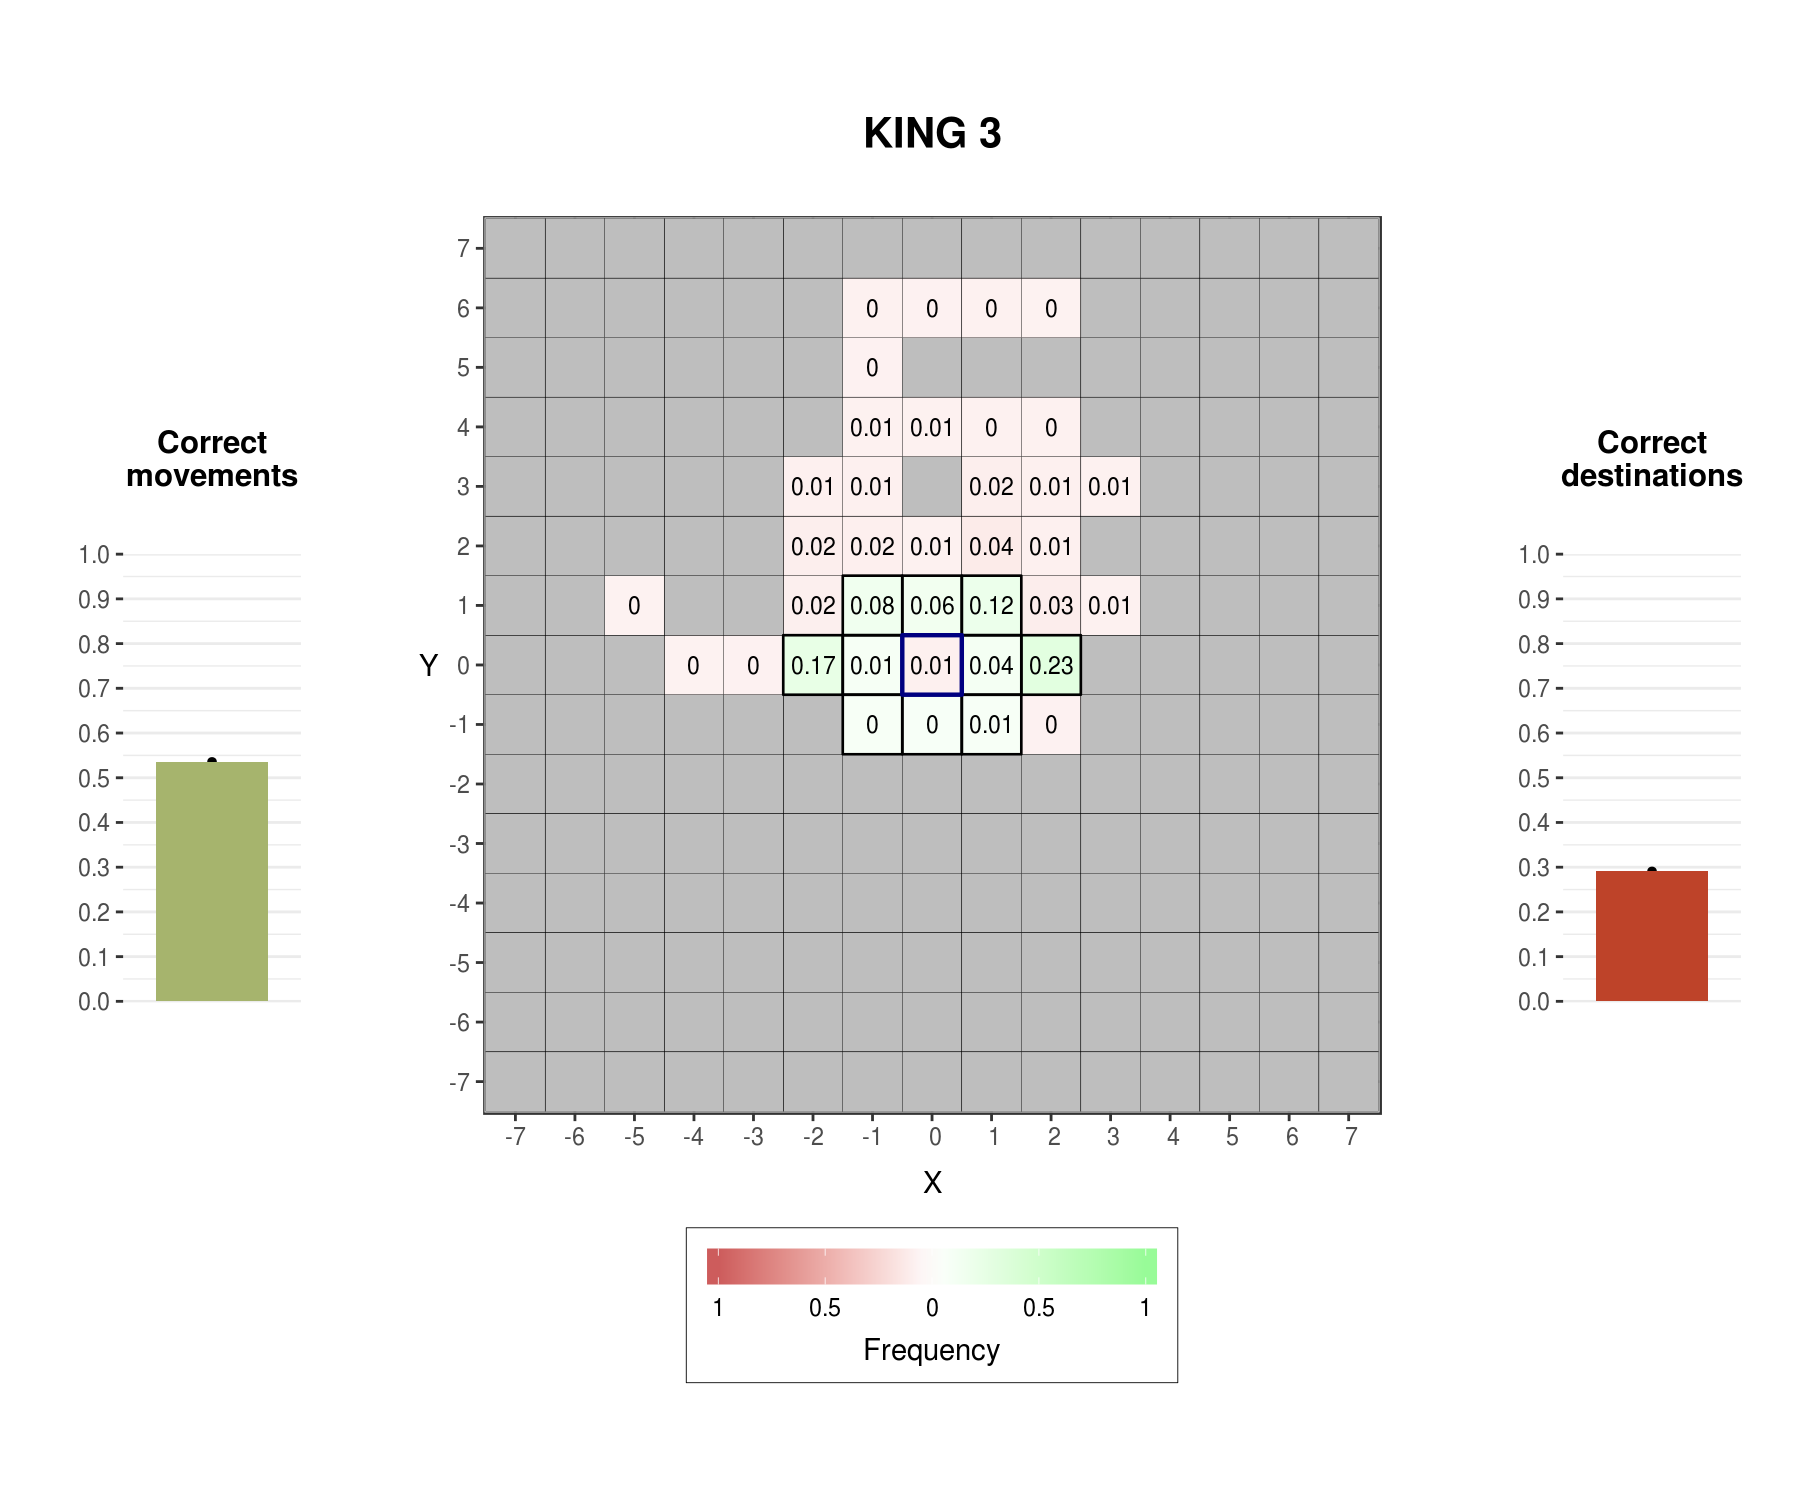 KING 3
Correct
movements
1.0
0.9
0.8
0.7
0.6
0.5
0.4
0.3
0.2
0.1
0.0
Y
7
6
5
4
3
2
1
0
-1
-2
-3
-4
-5
-6
-7
0 0 0 0
0
0.01 0.01 0 0
0.01 0.01 0.02 0.01 0.01
0.02 0.02 0.01 0.04 0.01
0 0.02 0.08 0.06 0.12 0.03 0.01
0 0 0.17 0.01 0.01 0.04 0.23
0 0 0.01 0
-7 -6 -5 -4 -3 -2 -1 0 1 2 3 4 5 6 7
X
1 0.5 0 0.5 1
Frequency
Correct
destinations
1.0
0.9
0.8
0.7
0.6
0.5
0.4
0.3
0.2
0.1
0.0